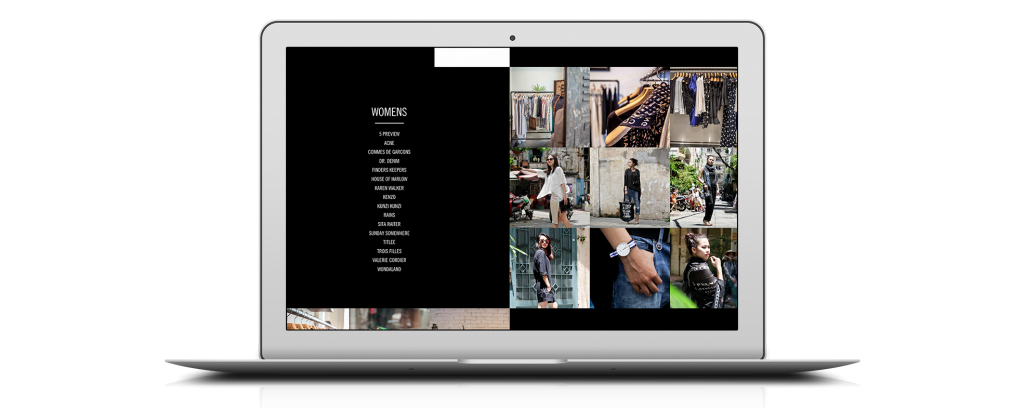 WOMENS
5 PREVIEW
ACNE
COMMES DE GARCONS
DR. DENIM
FINDERS KEEPERS
HOUSE OF HARLOW
KAREN WALKER
KENZO
KUNZI KUNZI
RAINS
SITA RAITER
SUNDAY SOMEWHERE
TITLEE
TROIS FILLES
VALERIE CORDIER
WONDALAND